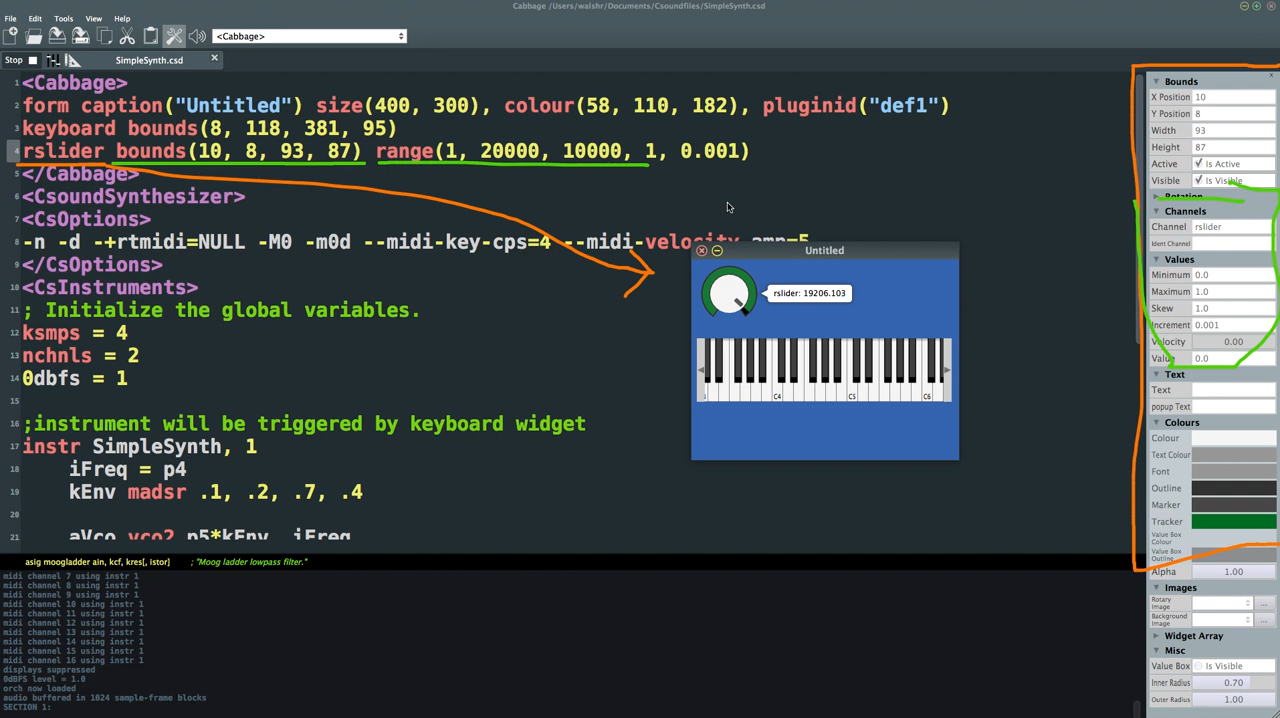 Cabbage /Users/walshr/Documents/Csoundfiles/SimpleSynth.csd
File Edit Tools View Help
<Cabbage>
Stop SimpleSynth.csd
1 <Cabbage>
2 form caption("Untitled") size(400, 300), colour(58, 110, 182), pluginid("def1")
3 keyboard bounds(8, 118, 381, 95)
4 rslider bounds(10, 8, 93, 87) range(1, 20000, 10000, 1, 0.001)
5 </Cabbage>
6 <CsoundSynthesizer>
7 <CsOptions>
8 -n -d -+rtmidi=NULL -M0 -m0d --midi-key-cps=4 --midi-velocity-amp=5
9 </CsOptions>
10 <CsInstruments>
11 ; Initialize the global variables.
12 ksmps = 4
13 nchnls = 2
14 0dbfs = 1
15
16 ;instrument will be triggered by keyboard widget
17 instr SimpleSynth, 1
18 iFreq = p4
19 kEnv madsr .1, .2, .7, .4
20
21 aVco vco2 p5*kEnv, iFreq
Untitled
rslider: 19206.103
C4 C5 C6
asig moogladder ain, kcf, kres[, istor] ; "Moog ladder lowpass filter."
midi channel 7 using instr 1
midi channel 8 using instr 1
midi channel 9 using instr 1
midi channel 10 using instr 1
midi channel 11 using instr 1
midi channel 12 using instr 1
midi channel 13 using instr 1
midi channel 14 using instr 1
midi channel 15 using instr 1
midi channel 16 using instr 1
displays suppressed
0dBFS level = 1.0
orch now loaded
audio buffered in 1024 sample-frame blocks
SECTION 1:
Bounds
X Position 10
Y Position 8
Width 93
Height 87
Active Is Active
Visible Is Visible
Rotation
Channels
Channel rslider
Ident Channel
Values
Minimum 0.0
Maximum 1.0
Skew 1.0
Increment 0.001
Velocity 0.00
Value 0.0
Text
Text
popup Text
Colours
Colour
Text Colour
Font
Outline
Marker
Tracker
Value Box
Colour
Value Box
Outline
Alpha 1.00
Images
Rotary
Image ...
Background
Image ...
Widget Array
Misc
Value Box Is Visible
Inner Radius 0.70
Outer Radius 1.00